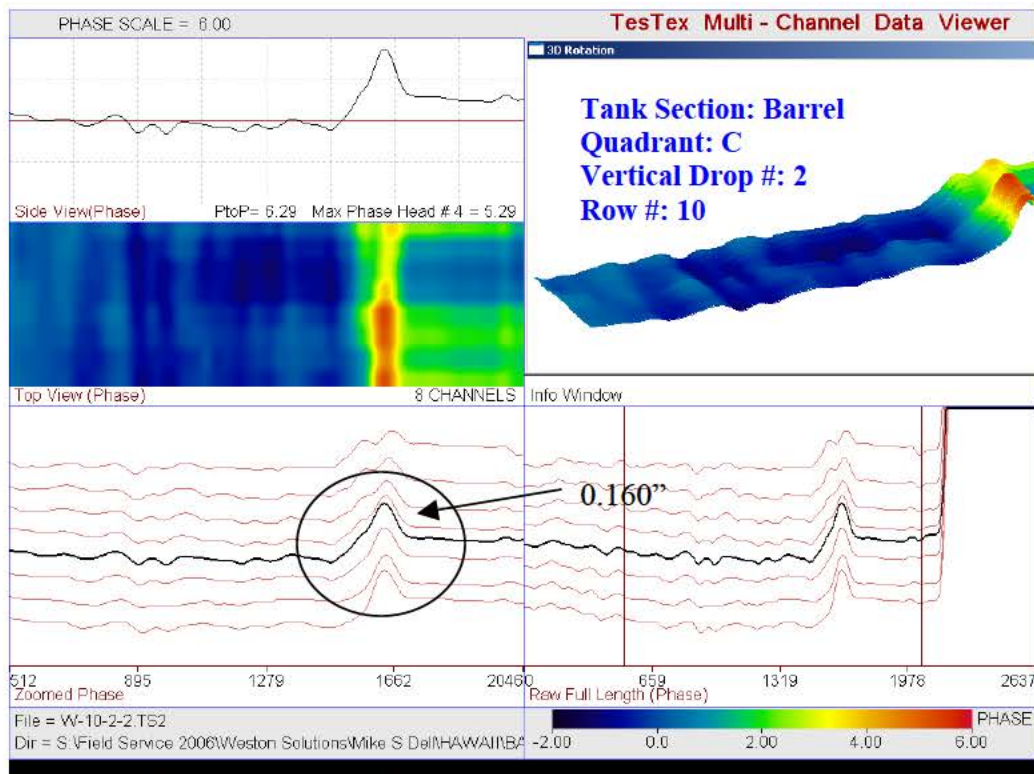 PHASE SCALE = 6.00
TesTex Multi - Channel Data Viewer
3D Rotation
Tank Section: Barrel
Quadrant: C
Vertical Drop #: 2
Row #: 10
Side View(Phase) PtoP= 6.29 Max Phase Head # 4 = 5.29
Top View (Phase) 8 CHANNELS
Info Window
0.160”
512 895 1279 1662 2046
0 659 1319 1978 2637
Zoomed Phase
Raw Full Length (Phase)
File = W-10-2-2.TS2
Dir = S:\Field Service 2006\Weston Solutions\Mike S Dell\HAWAII\BA
PHASE
-2.00 0.0 2.00 4.00 6.00